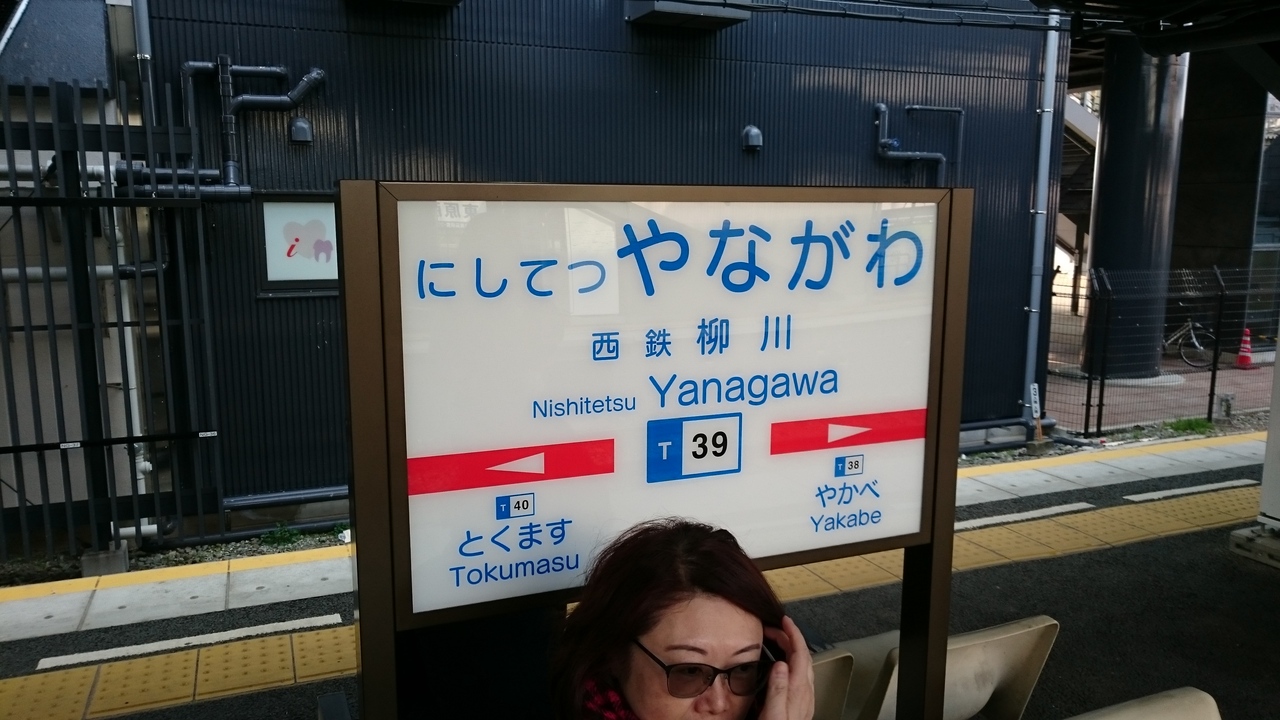 にしてつ やながわ
西鉄 柳川
Nishitetsu Yanagawa
T 39
T 40
とくます
Tokumasu
T 38
やかべ
Yakabe
i